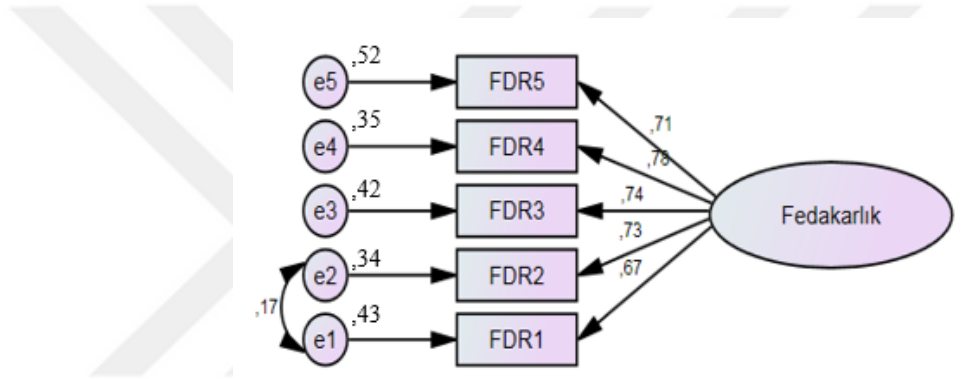 ,52
e5 FDR5
,71
,35
e4 FDR4
,78
,42
e3 FDR3
,74
Fedakarlık
,73
,34
e2 FDR2
,67
,17
,43
e1 FDR1